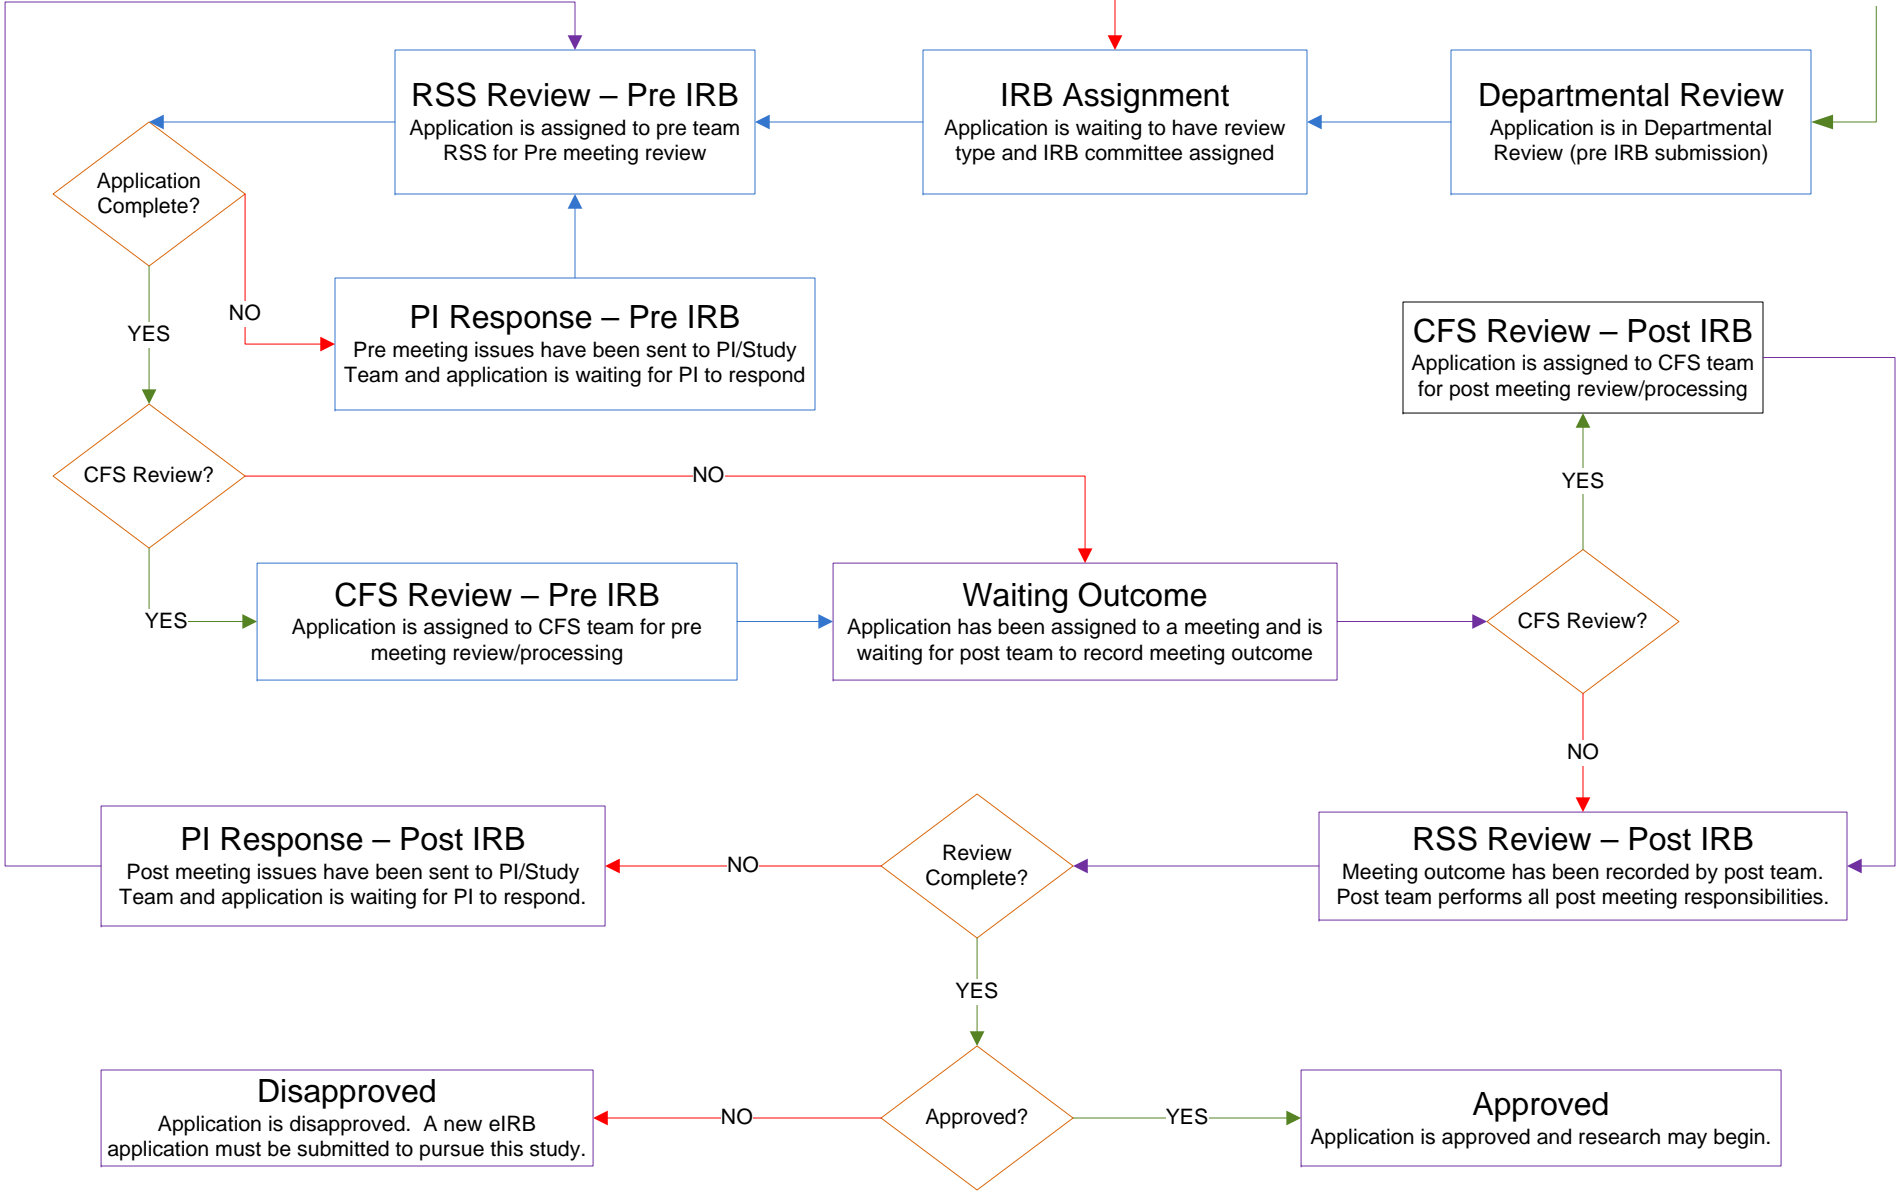 RSS Review – Pre IRB
Application is assigned to pre team
RSS for Pre meeting review
IRB Assignment
Application is waiting to have review
type and IRB committee assigned
Departmental Review
Application is in Departmental
Review (pre IRB submission)
Application
Complete?
NO
YES
PI Response – Pre IRB
Pre meeting issues have been sent to PI/Study
Team and application is waiting for PI to respond
CFS Review – Post IRB
Application is assigned to CFS team
for post meeting review/processing
CFS Review?
NO
YES
YES
CFS Review – Pre IRB
Application is assigned to CFS team for pre
meeting review/processing
Waiting Outcome
Application has been assigned to a meeting and is
waiting for post team to record meeting outcome
CFS Review?
NO
PI Response – Post IRB
Post meeting issues have been sent to PI/Study
Team and application is waiting for PI to respond.
NO
Review
Complete?
RSS Review – Post IRB
Meeting outcome has been recorded by post team.
Post team performs all post meeting responsibilities.
YES
Disapproved
Application is disapproved.  A new eIRB
application must be submitted to pursue this study.
NO
Approved?
YES
Approved
Application is approved and research may begin.